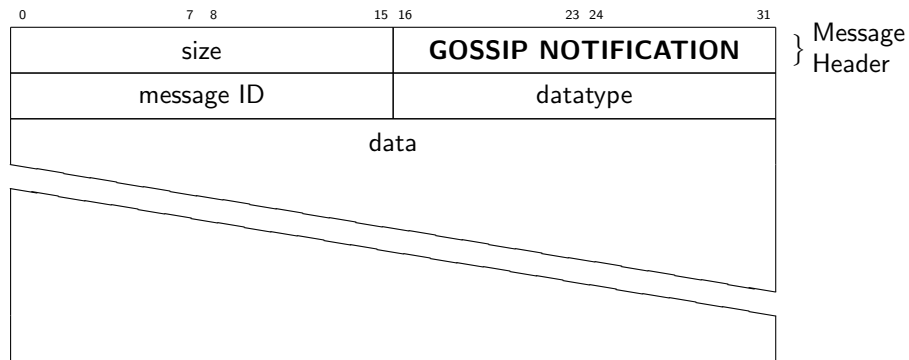 0 7 8 15 16 23 24 31
size GOSSIP NOTIFICATION } Message
Header
message ID datatype
data